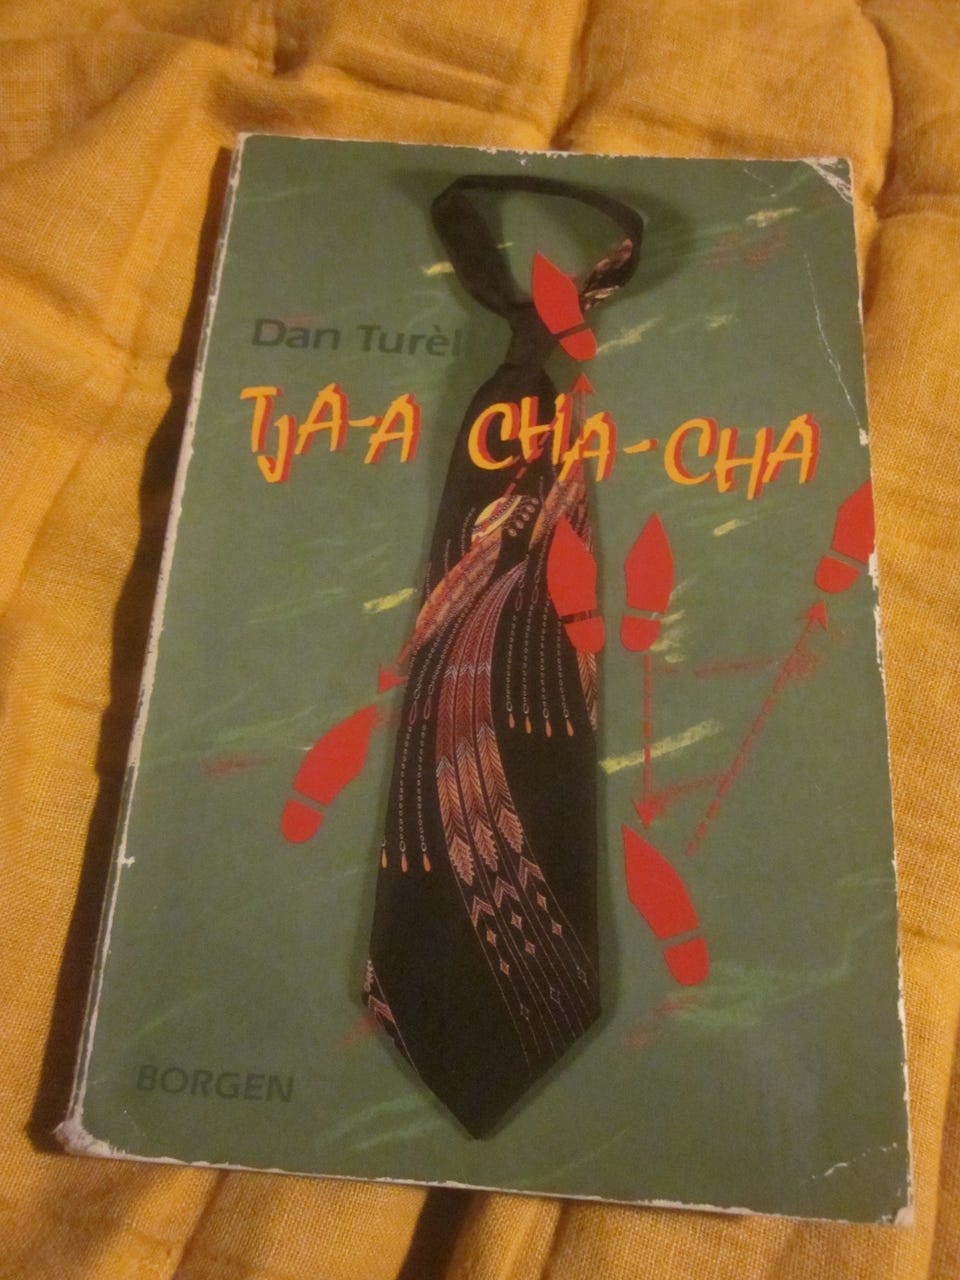 Dan Turèll
TJA-A CHA-CHA
BORGEN